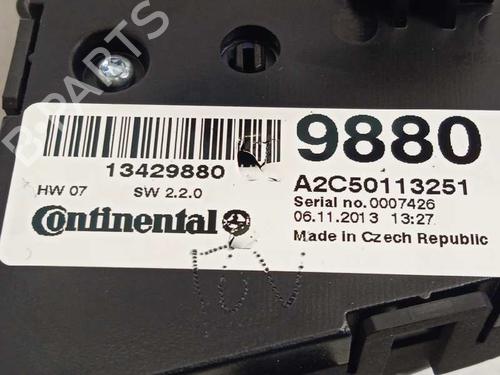 B-PARTS
13429880
9880
HW 07 SW 2.2.0
A2C50113251
Serial no. 0007426
06.11.2013 13:27
Continental
Made in Czech Republic